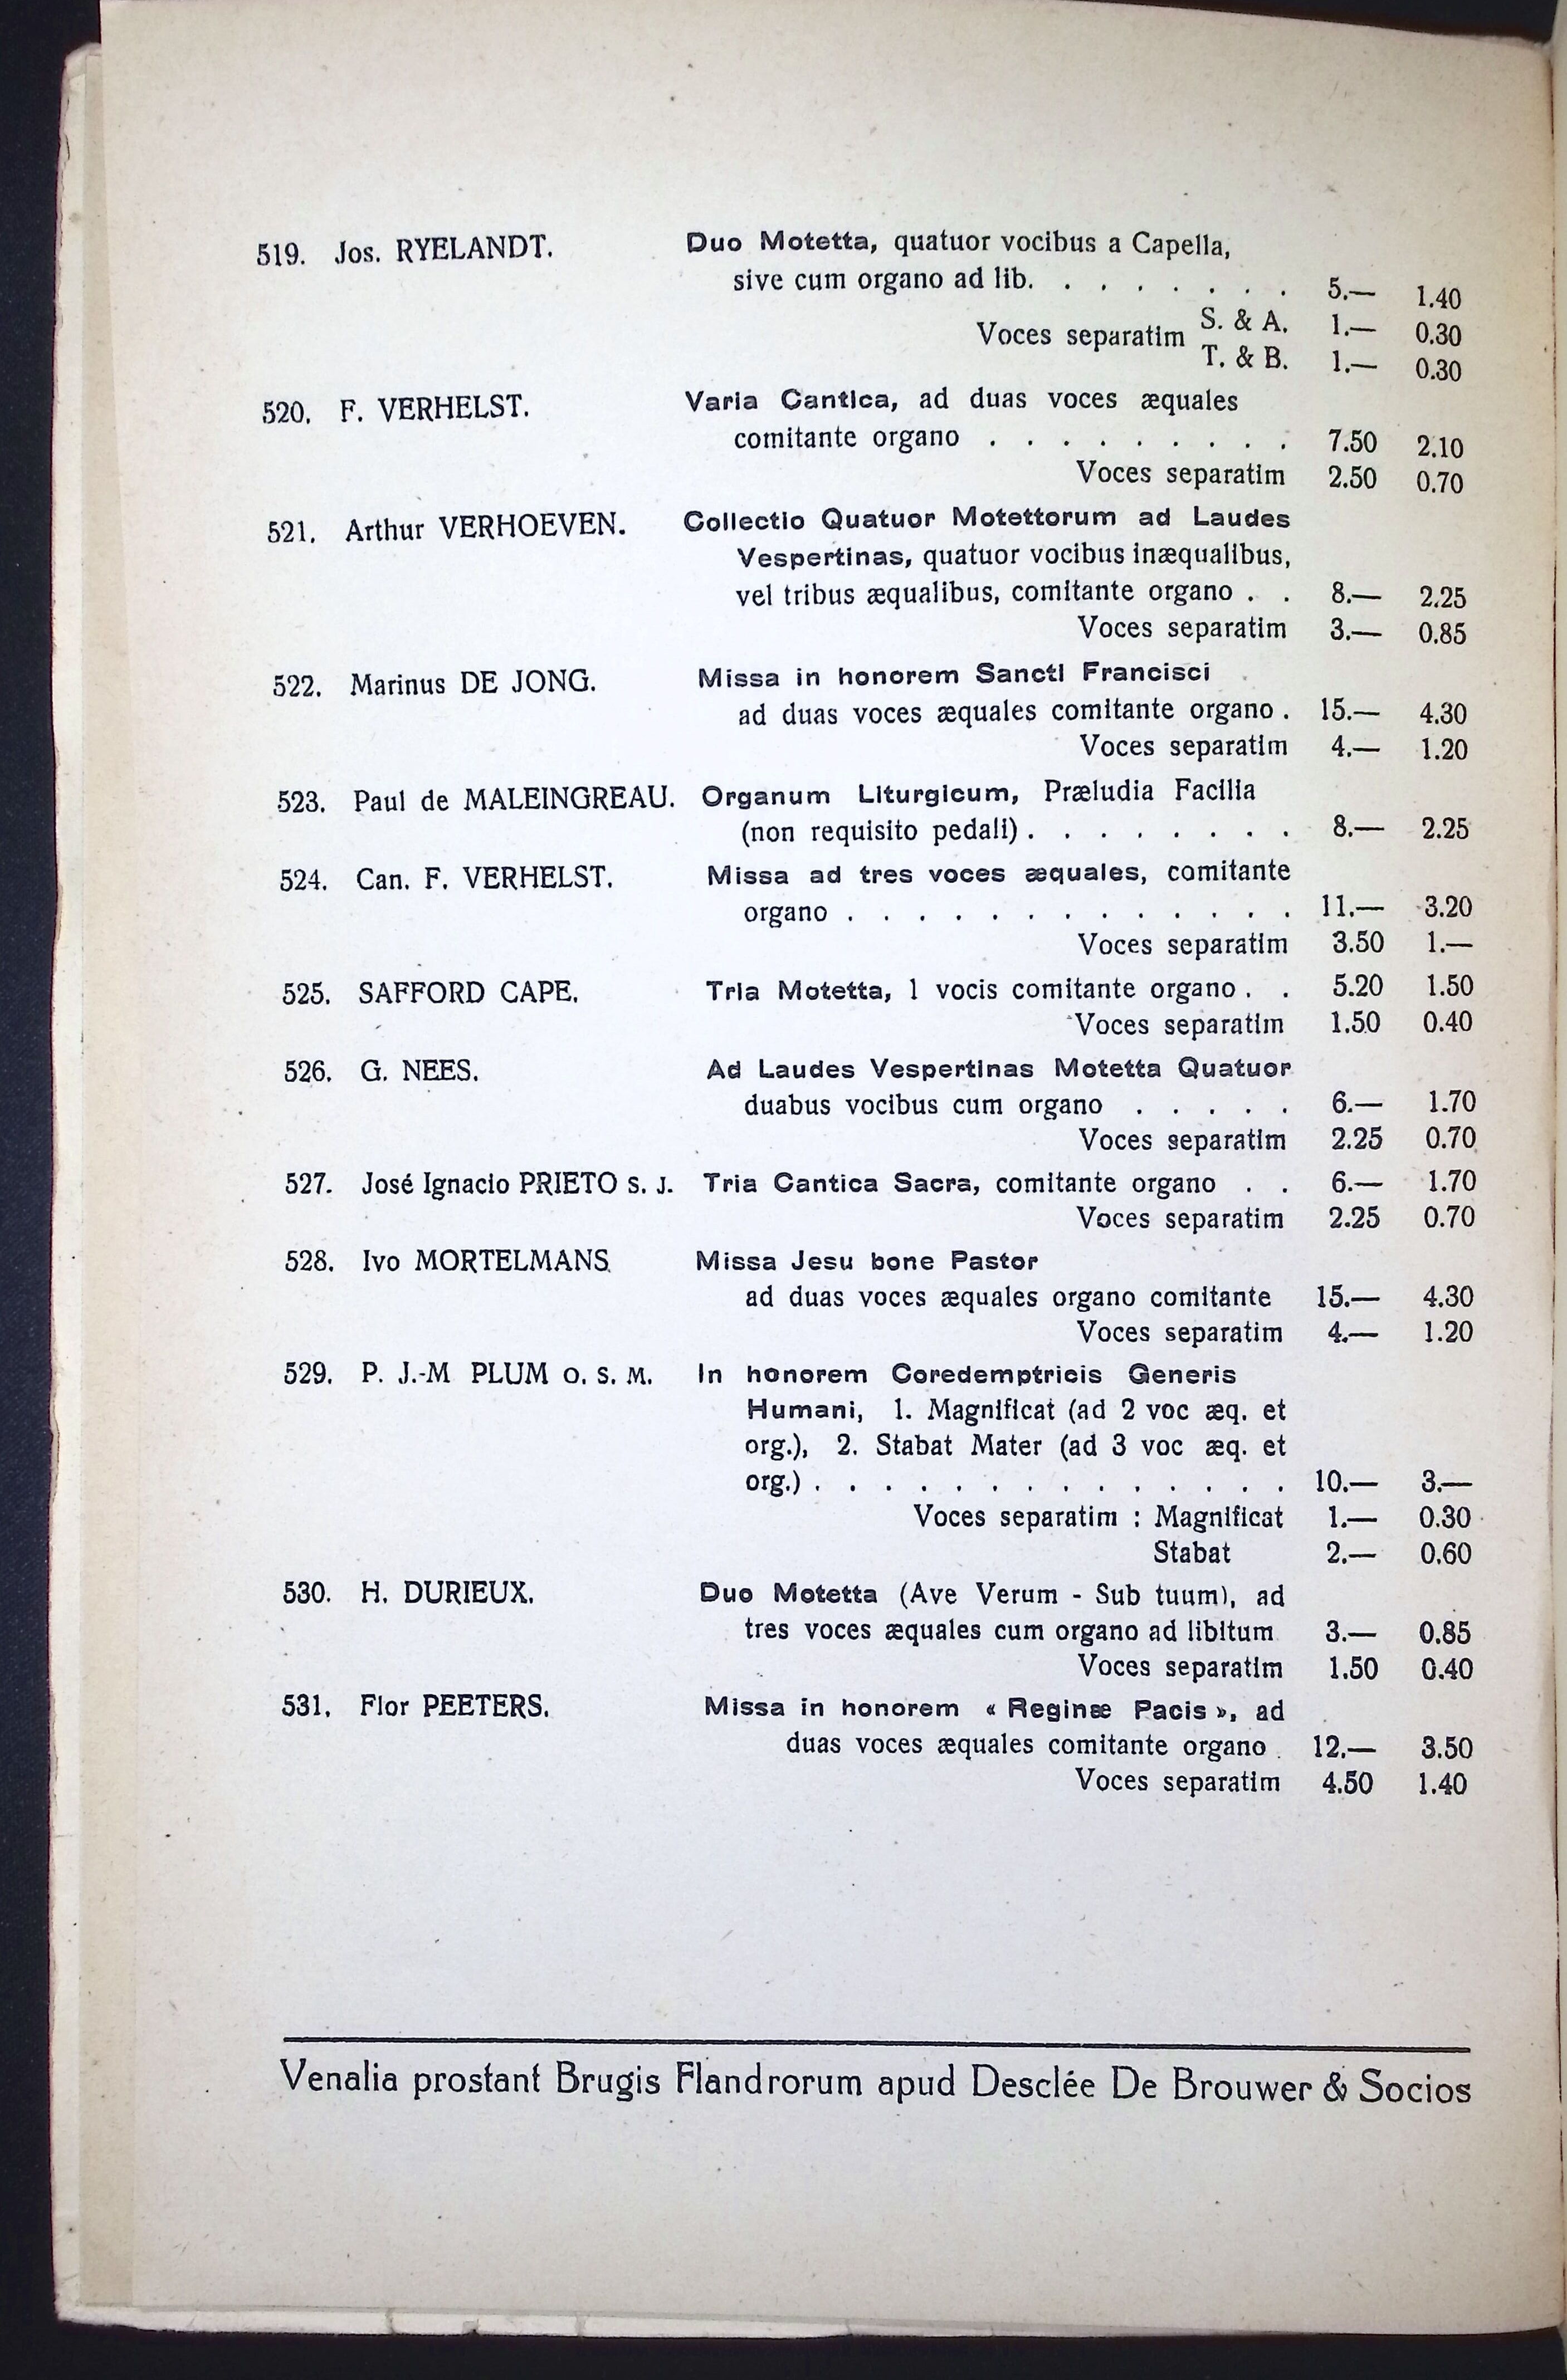 519. Jos. RYELANDT. Duo Motetta, quatuor vocibus a Capella,
sive cum organo ad lib. . . . . . . . 5.— 1.40
Voces separatim S. & A. 1.— 0.30
T. & B. 1.— 0.30
520. F. VERHELST. Varia Cantica, ad duas voces æquales
comitante organo . . . . . . . . . 7.50 2.10
Voces separatim 2.50 0.70
521. Arthur VERHOEVEN. Collectio Quatuor Motettorum ad Laudes
Vespertinas, quatuor vocibus inæqualibus,
vel tribus æqualibus, comitante organo . . 8.— 2.25
Voces separatim 3.— 0.85
522. Marinus DE JONG. Missa in honorem Sancti Francisci
ad duas voces æquales comitante organo . 15.— 4.30
Voces separatim 4.— 1.20
523. Paul de MALEINGREAU. Organum Liturgicum, Præludia Facilia
(non requisito pedali) . . . . . . . . 8.— 2.25
524. Can. F. VERHELST. Missa ad tres voces æquales, comitante
organo . . . . . . . . . . . . . 11.— 3.20
Voces separatim 3.50 1.—
525. SAFFORD CAPE. Tria Motetta, 1 vocis comitante organo . . 5.20 1.50
Voces separatim 1.50 0.40
526. G. NEES. Ad Laudes Vespertinas Motetta Quatuor
duabus vocibus cum organo . . . . . 6.— 1.70
Voces separatim 2.25 0.70
527. José Ignacio PRIETO S. J. Tria Cantica Sacra, comitante organo . . 6.— 1.70
Voces separatim 2.25 0.70
528. Ivo MORTELMANS. Missa Jesu bone Pastor
ad duas voces æquales organo comitante 15.— 4.30
Voces separatim 4.— 1.20
529. P. J.-M PLUM O. S. M. In honorem Coredemptricis Generis
Humani, 1. Magnificat (ad 2 voc æq. et
org.), 2. Stabat Mater (ad 3 voc æq. et
org.) . . . . . . . . . . . . . . 10.— 3.—
Voces separatim : Magnificat 1.— 0.30
Stabat 2.— 0.60
530. H. DURIEUX. Duo Motetta (Ave Verum - Sub tuum), ad
tres voces æquales cum organo ad libitum 3.— 0.85
Voces separatim 1.50 0.40
531. Flor PEETERS. Missa in honorem « Reginæ Pacis », ad
duas voces æquales comitante organo . 12.— 3.50
Voces separatim 4.50 1.40
Venalia prostant Brugis Flandrorum apud Desclée De Brouwer & Socios